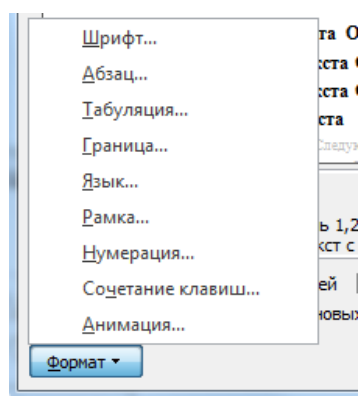 Шрифт...
Абзац...
Табуляция...
Граница...
Язык...
Рамка...
Нумерация...
Сочетание клавиш...
Анимация...
Формат